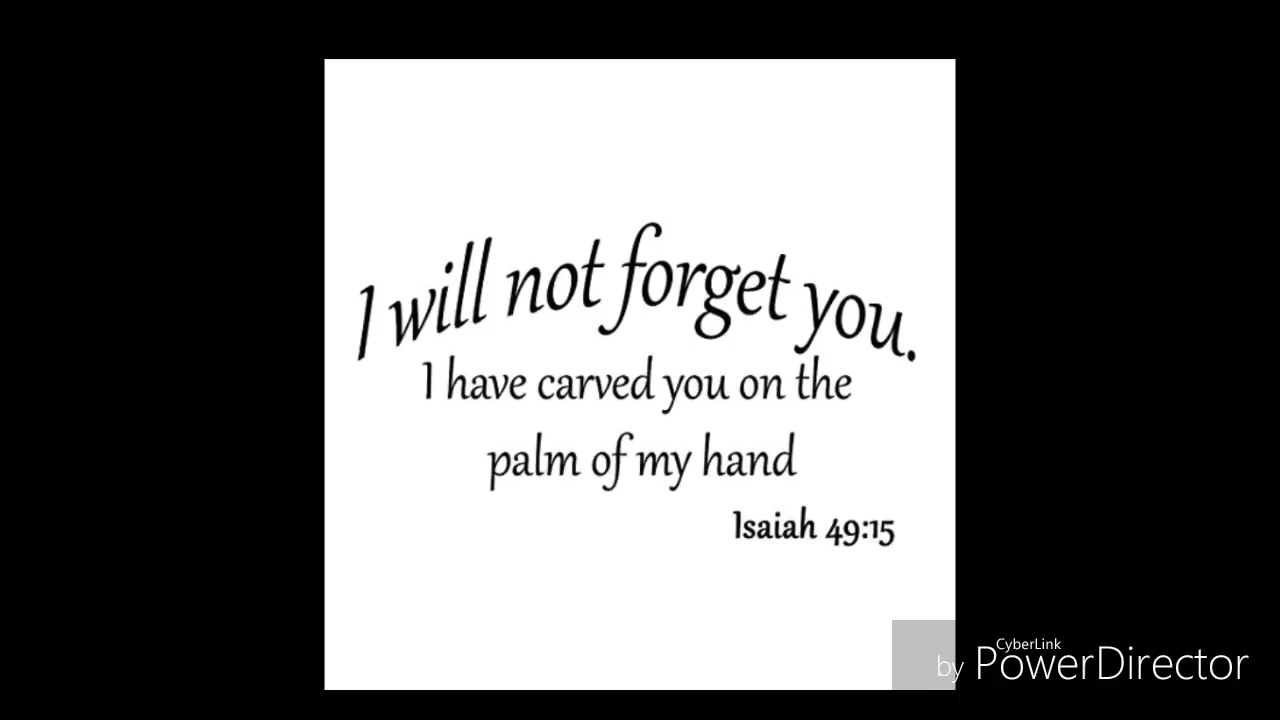 I will not forget you.
I have carved you on the
palm of my hand
Isaiah 49:15
CyberLink
by PowerDirector